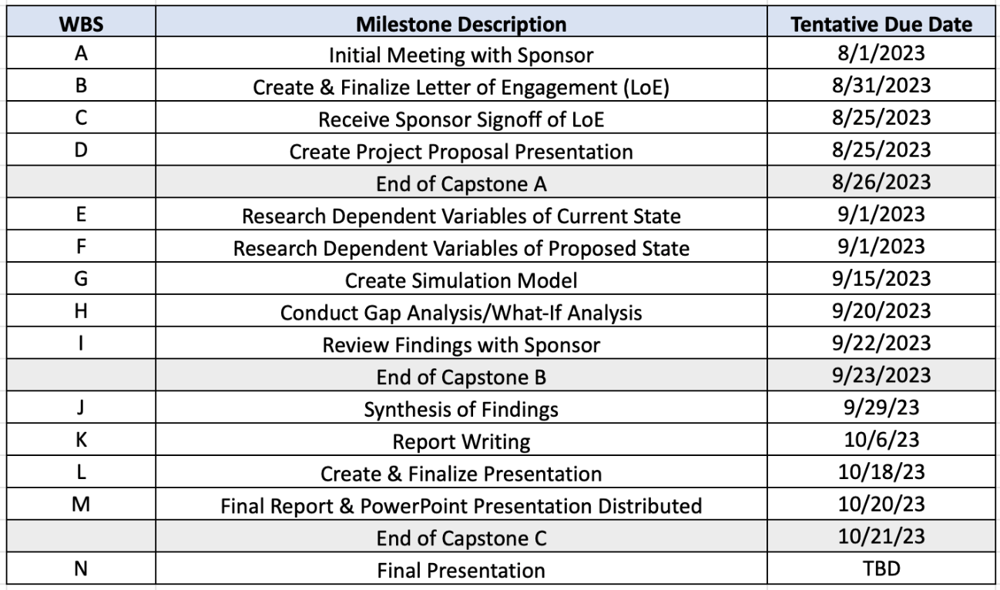 WBS Milestone Description Tentative Due Date
A Initial Meeting with Sponsor 8/1/2023
B Create & Finalize Letter of Engagement (LoE) 8/31/2023
C Receive Sponsor Signoff of LoE 8/25/2023
D Create Project Proposal Presentation 8/25/2023
End of Capstone A 8/26/2023
E Research Dependent Variables of Current State 9/1/2023
F Research Dependent Variables of Proposed State 9/1/2023
G Create Simulation Model 9/15/2023
H Conduct Gap Analysis/What-If Analysis 9/20/2023
I Review Findings with Sponsor 9/22/2023
End of Capstone B 9/23/2023
J Synthesis of Findings 9/29/23
K Report Writing 10/6/23
L Create & Finalize Presentation 10/18/23
M Final Report & PowerPoint Presentation Distributed 10/20/23
End of Capstone C 10/21/23
N Final Presentation TBD